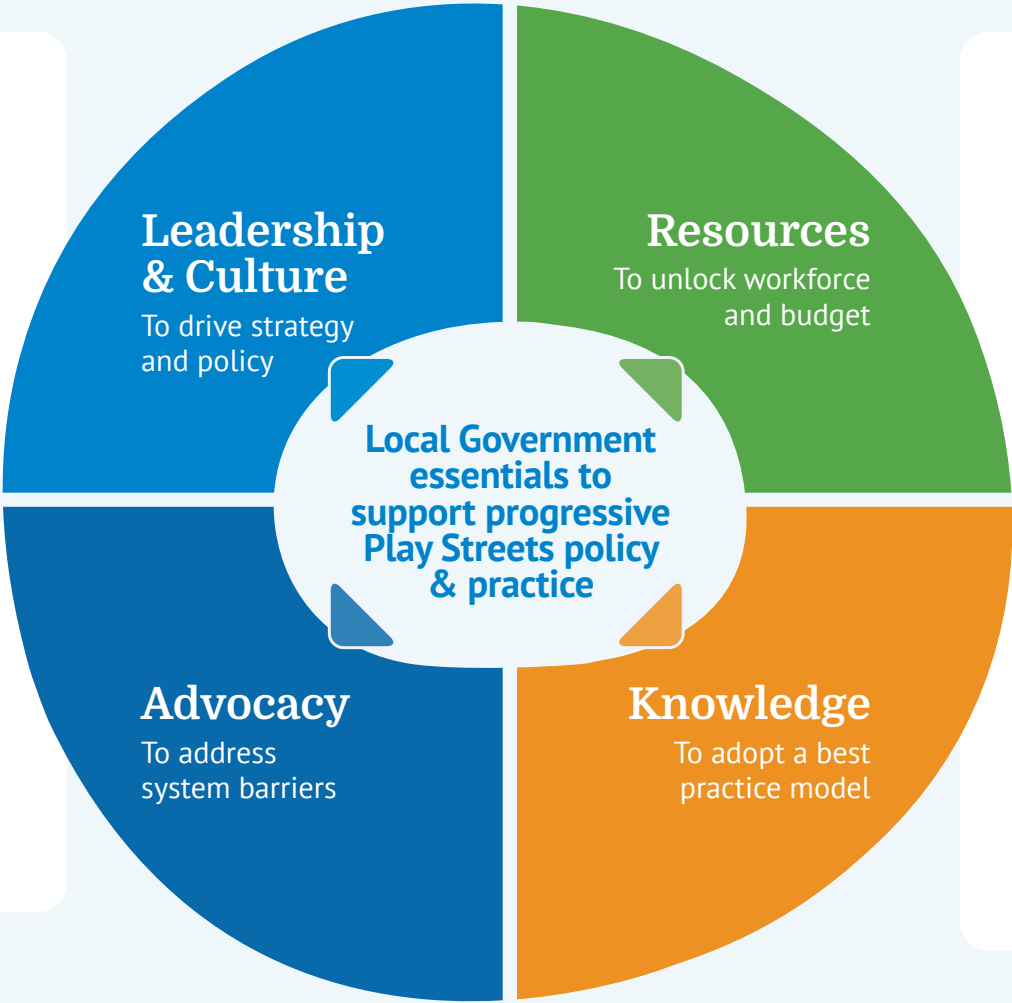 Leadership
& Culture
To drive strategy
and policy
Resources
To unlock workforce
and budget
Local Government
essentials to
support progressive
Play Streets policy
& practice
Advocacy
To address
system barriers
Knowledge
To adopt a best
practice model